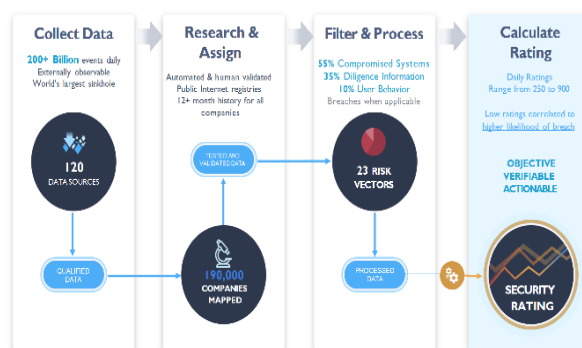 Collect Data
200+ Billion events daily
Externally observable
World's largest sinkhole
120
DATA SOURCES
QUALIFIED
DATA
Research &
Assign
Automated & human validated
Public Internet registries
12+ month history for all
companies
TESTED AND
VALIDATED DATA
190,000
COMPANIES
MAPPED
Filter & Process
55% Compromised Systems
35% Diligence Information
10% User Behavior
Breaches when applicable
23 RISK
VECTORS
PROCESSED
DATA
Calculate
Rating
Daily Ratings
Range from 250 to 900
Low ratings correlated to
higher likelihood of breach
OBJECTIVE
VERIFIABLE
ACTIONABLE
SECURITY
RATING